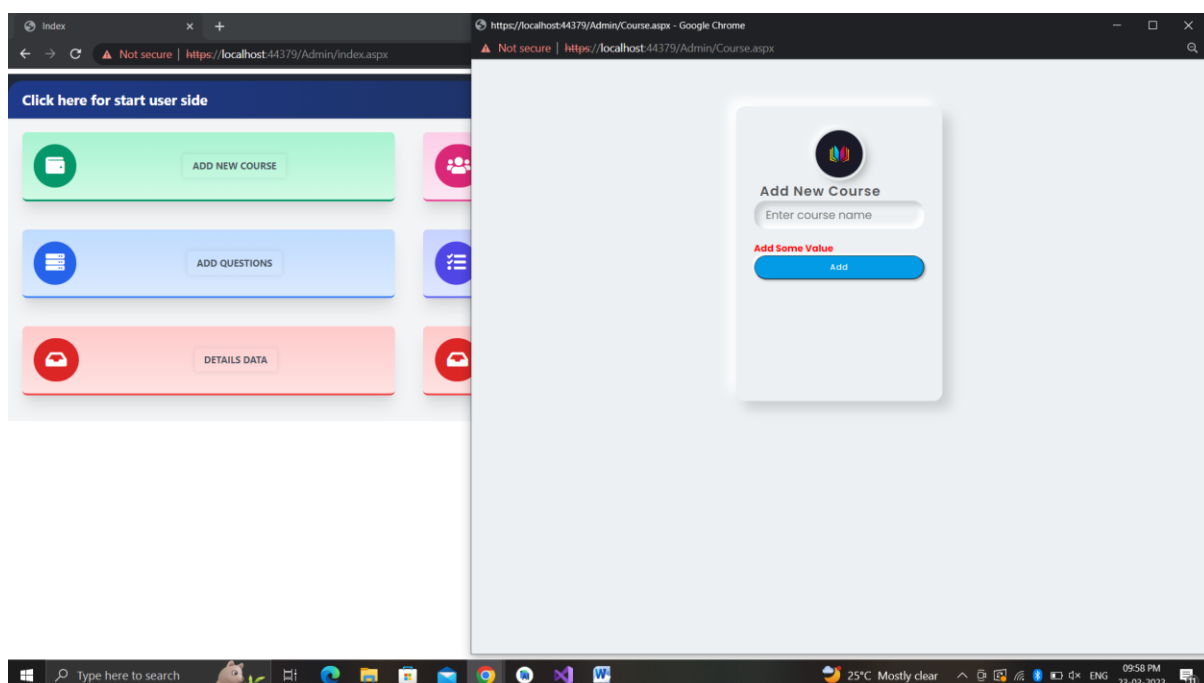 Index
https://localhost:44379/Admin/Course.aspx - Google Chrome
Not secure | https://localhost:44379/Admin/index.aspx
Not secure | https://localhost:44379/Admin/Course.aspx
Click here for start user side
ADD NEW COURSE
ADD QUESTIONS
DETAILS DATA
Add New Course
Enter course name
Add Some Value
Add
Type here to search
25°C Mostly clear
ENG
09:58 PM